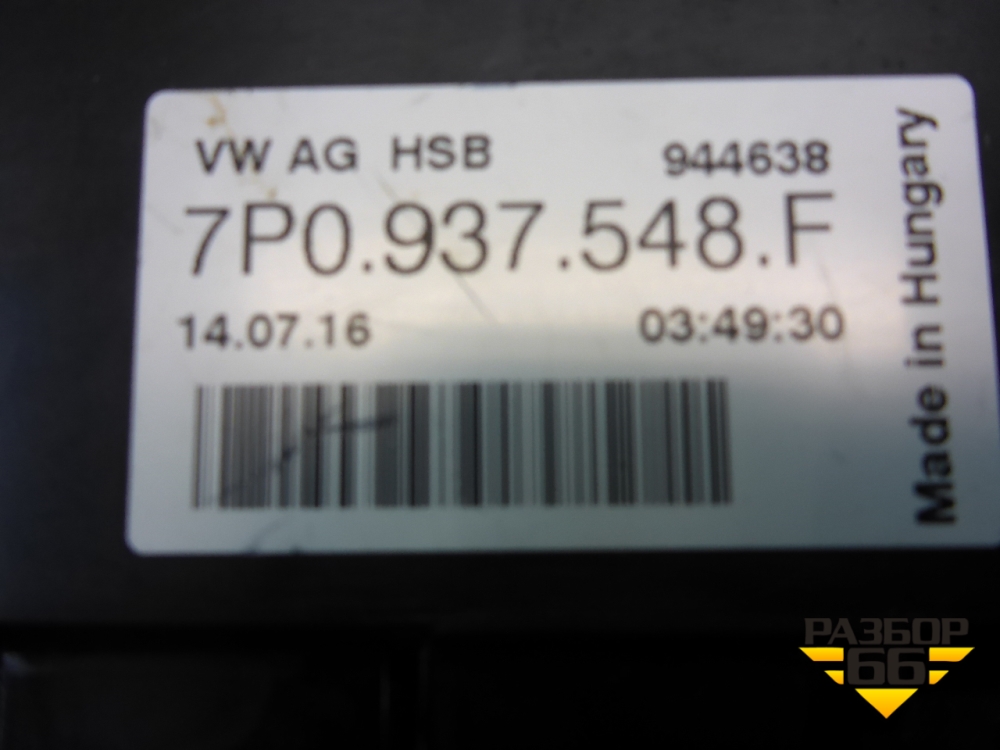 VW AG HSB 944638
7P0.937.548.F
14.07.16 03:49:30
Made in Hungary
РАЗБОР
66